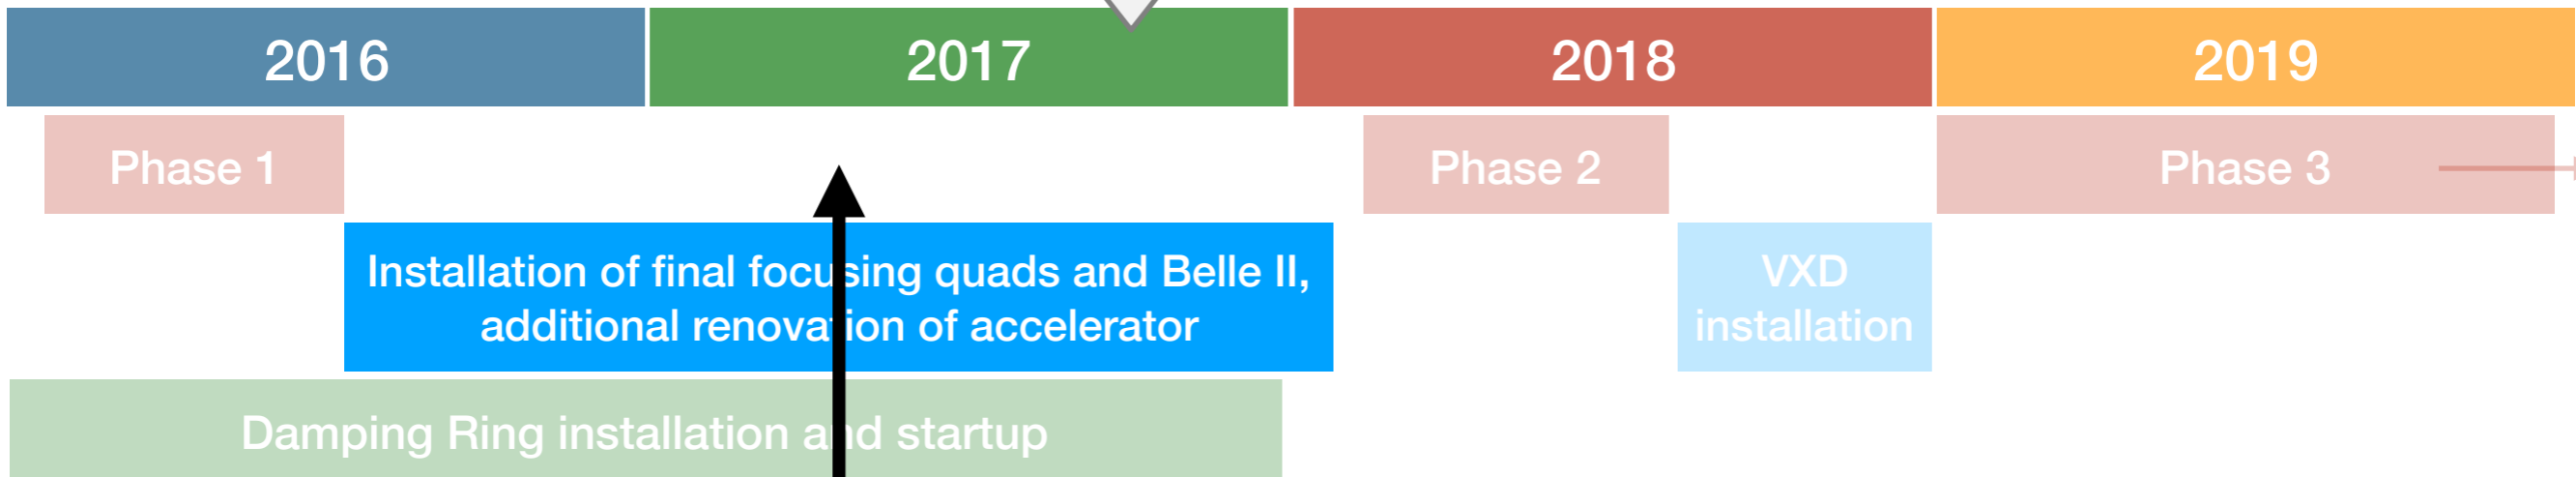 2016 2017 2018 2019
Phase 1 Phase 2 Phase 3
Installation of final focusing quads and Belle II,
additional renovation of accelerator
VXD
installation
Damping Ring installation and startup